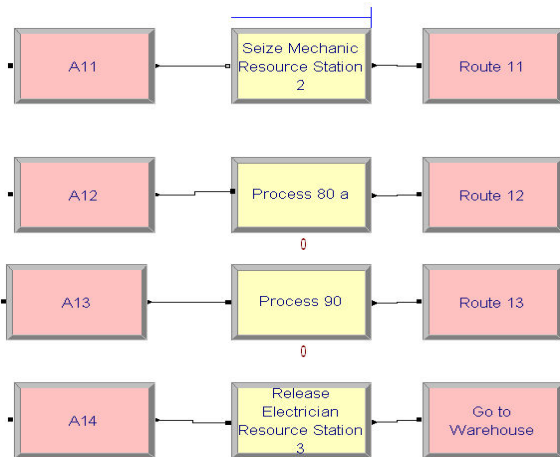 A11
Seize Mechanic
Resource Station
2
Route 11
A12
Process 80 a
Route 12
0
A13
Process 90
Route 13
0
A14
Release
Electrician
Resource Station
3
Go to
Warehouse